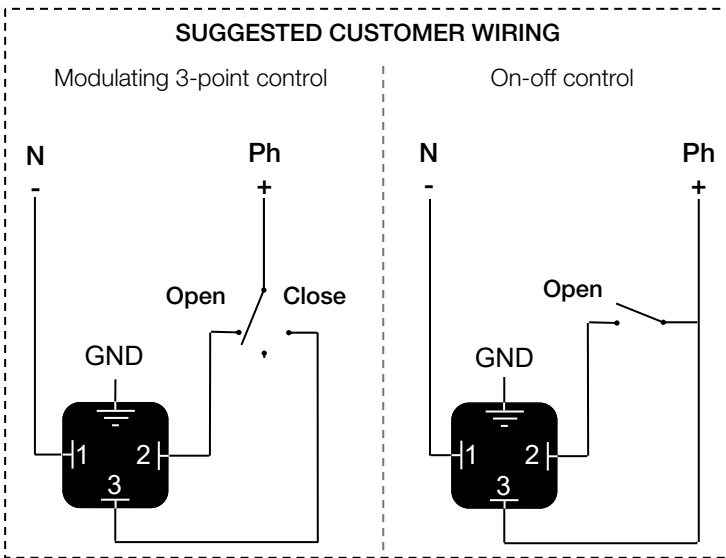 SUGGESTED CUSTOMER WIRING
Modulating 3-point control
N
Ph
-
+
Open
Close
GND
1
2
3
On-off control
N
Ph
-
+
Open
GND
1
2
3